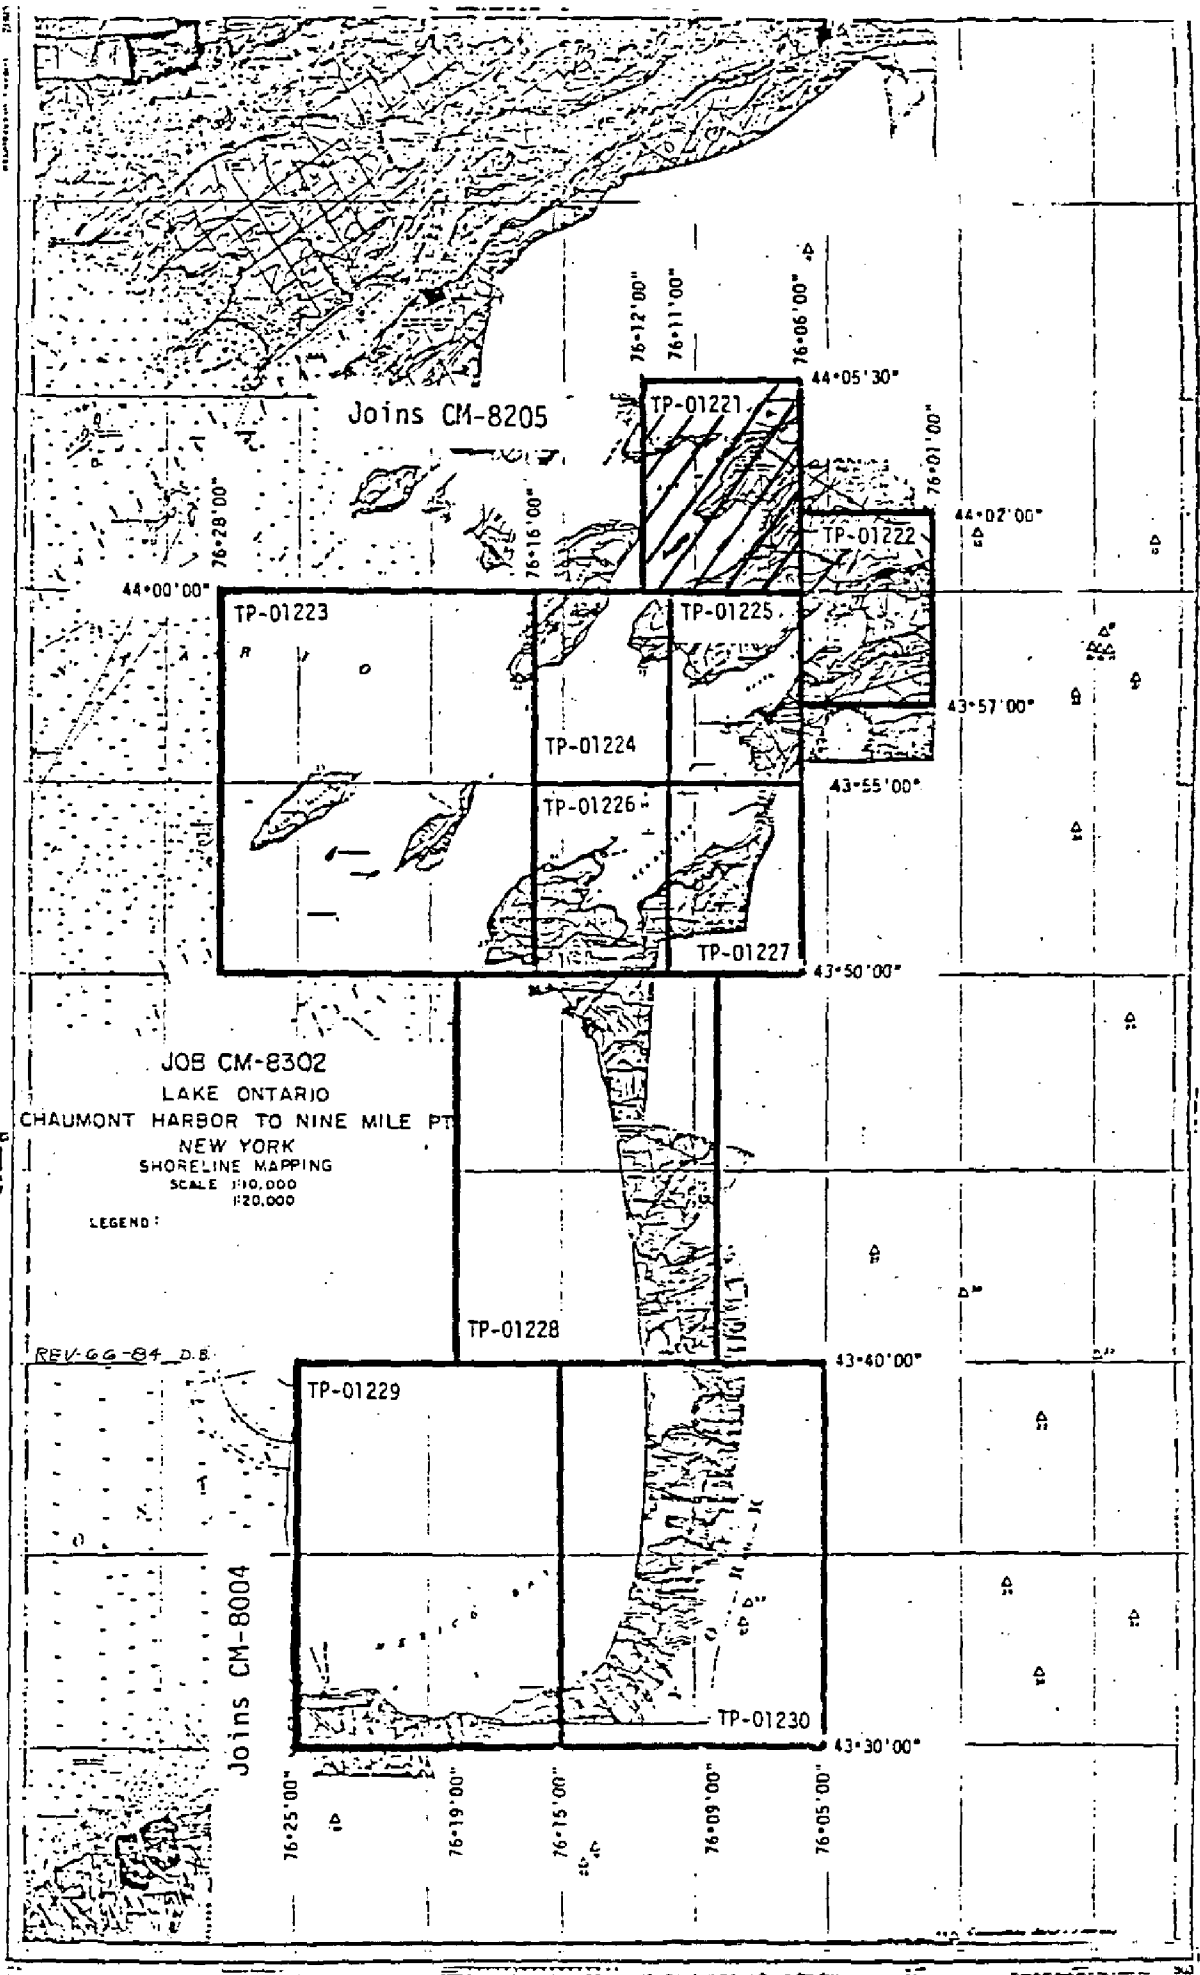 76°12'00"
76°11'00"
76°06'00"
44°05'30"
TP-01221
Joins CM-8205
76°01'00"
76°28'00"
76°16'00"
44°02'00"
TP-01222
44°00'00"
TP-01223
TP-01225
R I O
43°57'00"
TP-01224
43°55'00"
TP-01226
TP-01227
43°50'00"
JOB CM-8302
LAKE ONTARIO
CHAUMONT HARBOR TO NINE MILE PT
NEW YORK
SHORELINE MAPPING
SCALE 1:10,000
1:20,000
LEGEND:
TP-01228
REV-6G-84 D.B.
43°40'00"
TP-01229
Joins CM-8004
TP-01230
43°30'00"
76°25'00"
76°19'00"
76°15'00"
76°09'00"
76°05'00"